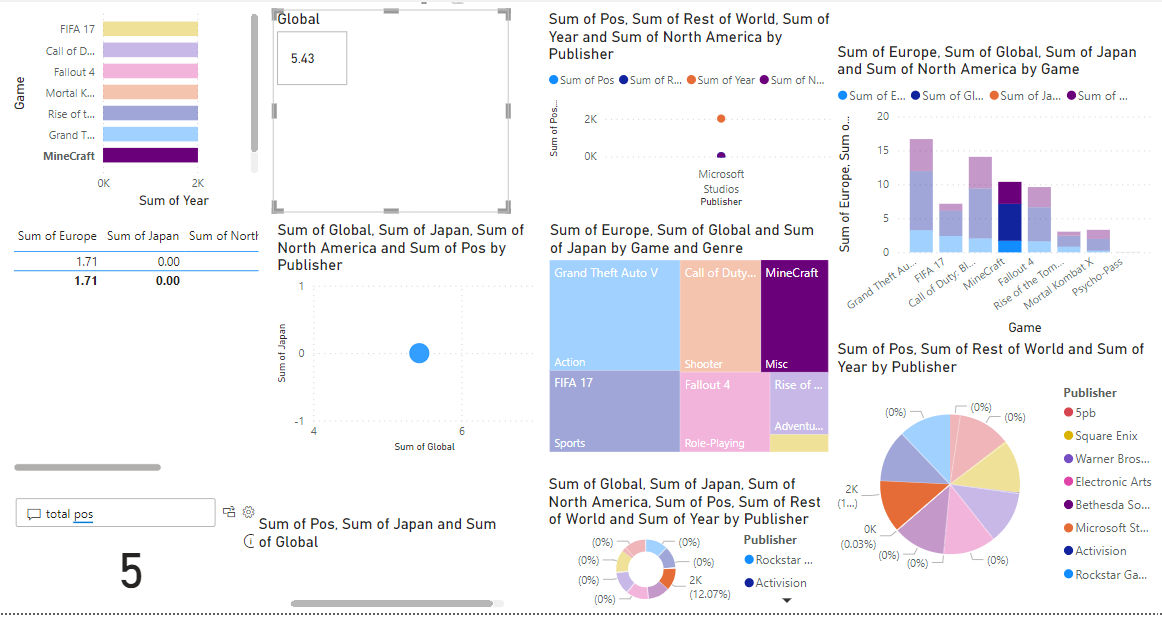 FIFA 17
Call of D...
Fallout 4
Mortal K...
Rise of t...
Grand T...
MineCraft
Game
0K 2K
Sum of Year
Global
5.43
Sum of Pos, Sum of Rest of World, Sum of
Year and Sum of North America by
Publisher
Sum of Pos Sum of R... Sum of Year Sum of N...
Sum of Pos...
2K
0K
Microsoft
Studios
Publisher
Sum of Europe, Sum of Global, Sum of Japan
and Sum of North America by Game
Sum of E... Sum of Gl... Sum of Ja... Sum of ...
Sum of Europe, Sum o...
20
15
10
5
0
Grand Theft Au...
FIFA 17
Call of Duty: Bl...
MineCraft
Fallout 4
Rise of the Tom...
Mortal Kombat X
Psycho-Pass
Game
Sum of Europe Sum of Japan Sum of North
1.71 0.00
1.71 0.00
Sum of Global, Sum of Japan, Sum of
North America and Sum of Pos by
Publisher
Sum of Japan
1
0
-1
4 6
Sum of Global
Sum of Europe, Sum of Global and Sum
of Japan by Game and Genre
Grand Theft Auto V
Action
Call of Duty...
Shooter
MineCraft
Misc
FIFA 17
Sports
Fallout 4
Role-Playing
Rise of ...
Adventu...
Sum of Pos, Sum of Rest of World and Sum of
Year by Publisher
(0%)
(0%)
(0%)
2K
(1...)
0K
(0.03%)
(0%)
(0%)
(0%)
Publisher
5pb
Square Enix
Warner Bros...
Electronic Arts
Bethesda So...
Microsoft St...
Activision
Rockstar Ga...
total pos
5
Sum of Pos, Sum of Japan and Sum
of Global
Sum of Global, Sum of Japan, Sum of
North America, Sum of Pos, Sum of Rest
of World and Sum of Year by Publisher
(0%)
(0%)
(0%)
(0%)
(0%)
(0%)
2K
(12.07%)
Publisher
Rockstar ...
Activision